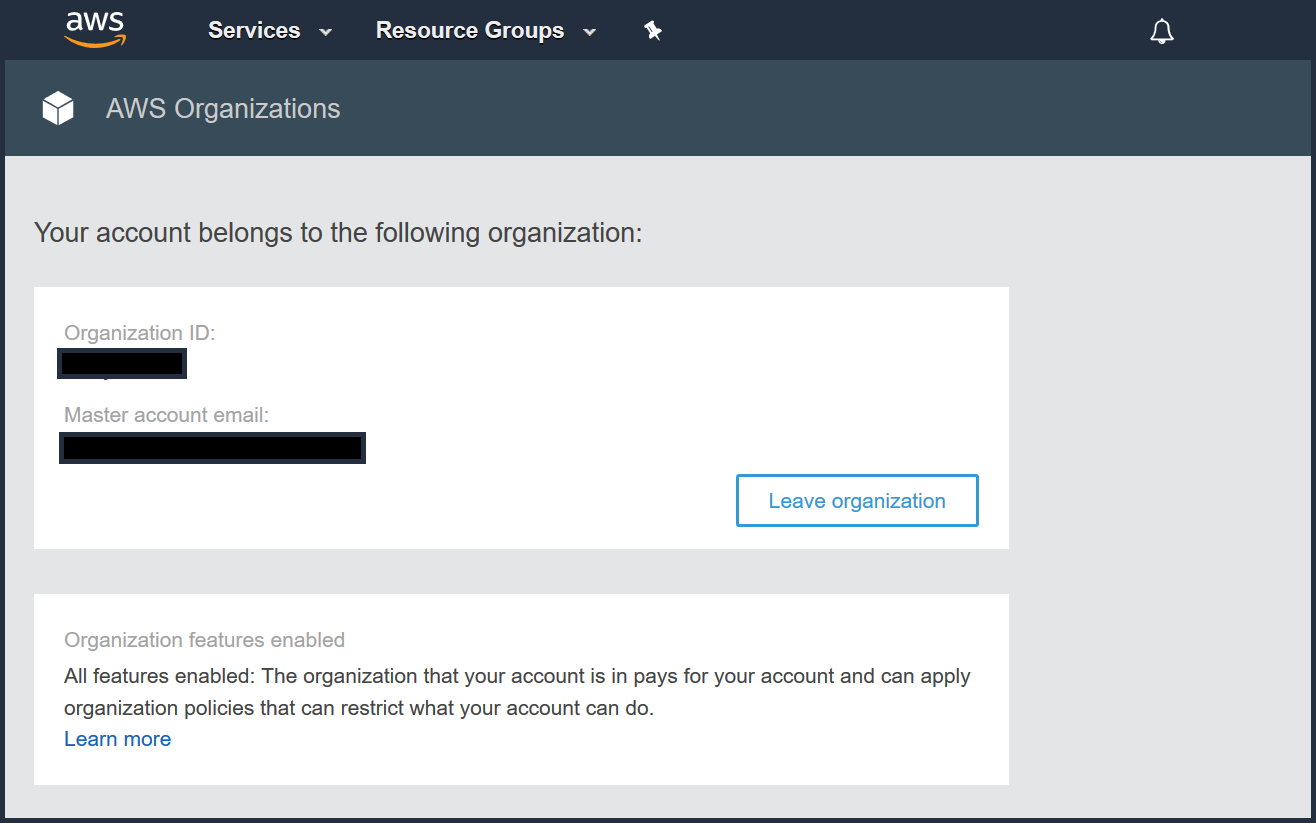 aws Services Resource Groups
AWS Organizations
Your account belongs to the following organization:
Organization ID:
Master account email:
Leave organization
Organization features enabled
All features enabled: The organization that your account is in pays for your account and can apply
organization policies that can restrict what your account can do.
Learn more